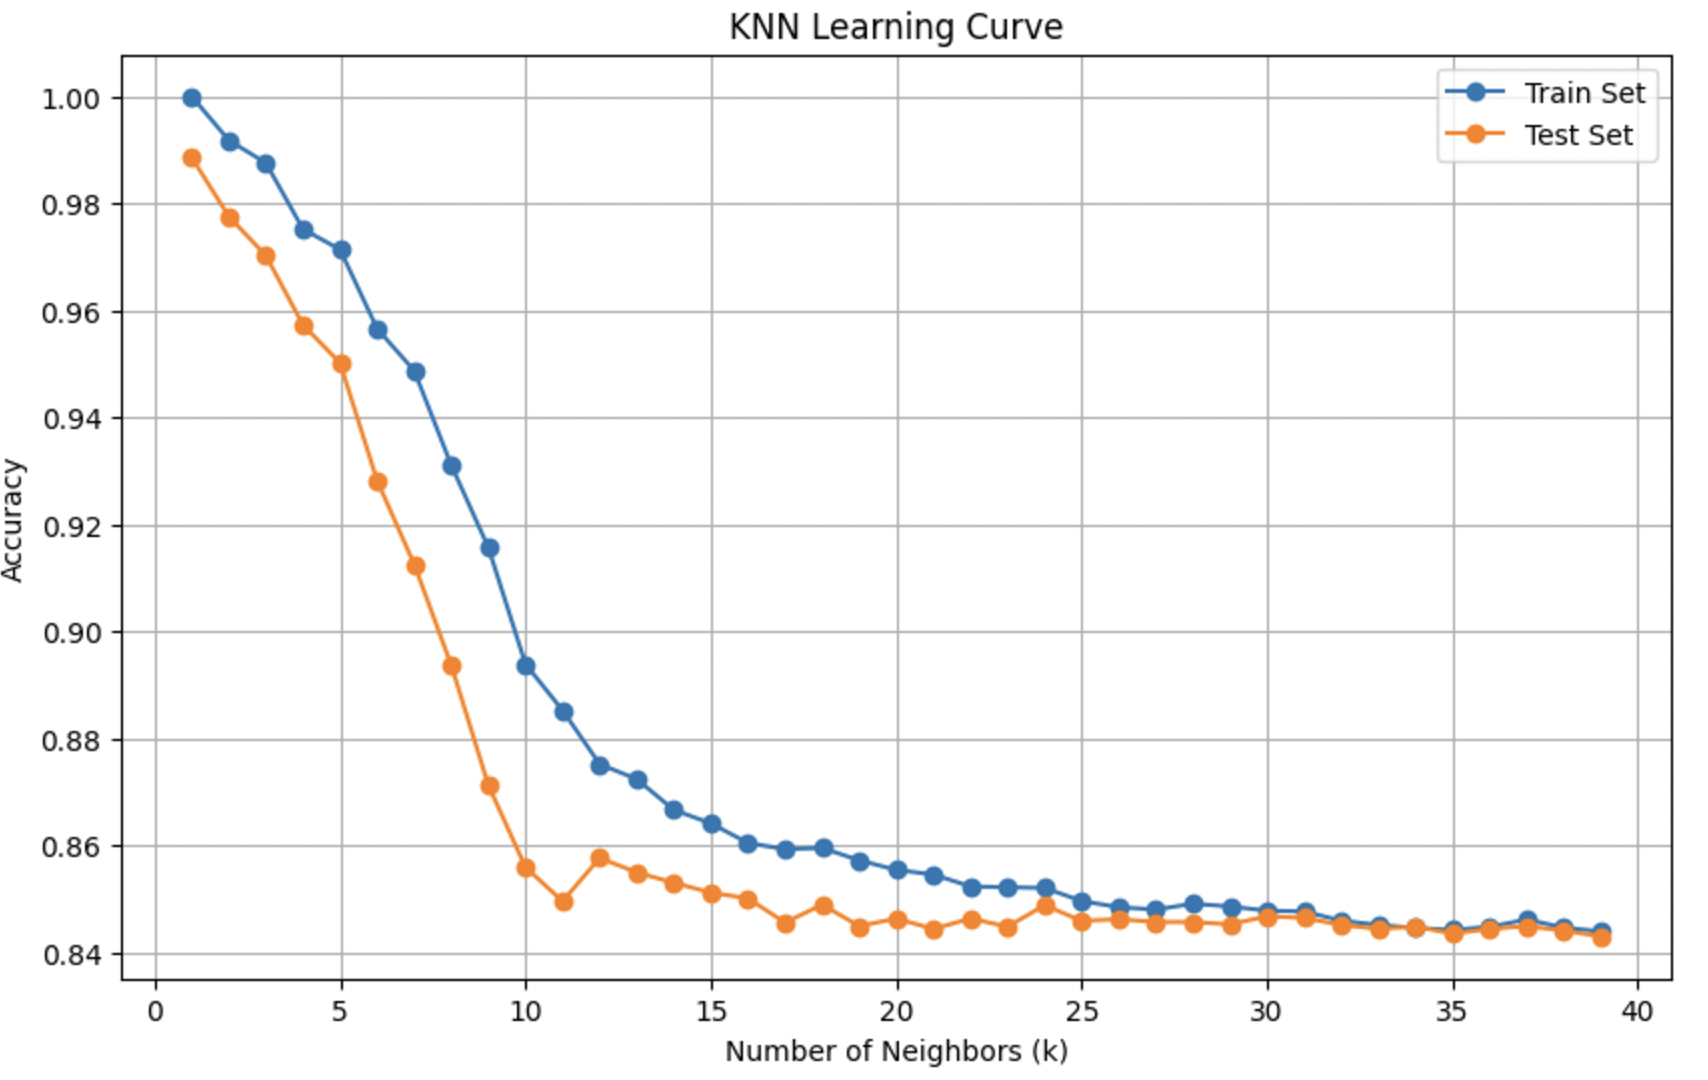 KNN Learning Curve
Train Set
Test Set
1.00
0.98
0.96
0.94
0.92
0.90
0.88
0.86
0.84
Accuracy
0 5 10 15 20 25 30 35 40
Number of Neighbors (k)